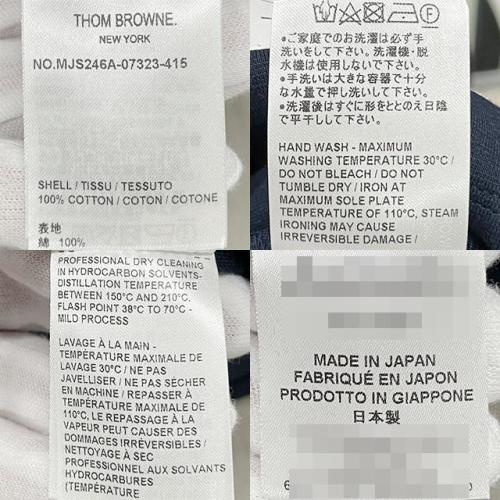 THOM BROWNE.
NEW YORK
NO.MJS246A-07323-415
SHELL / TISSU / TESSUTO
100% COTTON / COTON / COTONE
表地
綿 100%
●ご家庭でのお洗濯は必ず手
洗いをして下さい。洗濯機・脱
水機は使用しないで下さい。
●手洗いは大きな容器で十分
な水量で押し洗いして下さい。
●洗濯後はすぐに形をととのえ日陰
で平干しして下さい。
HAND WASH - MAXIMUM
WASHING TEMPERATURE 30°C /
DO NOT BLEACH / DO NOT
TUMBLE DRY / IRON AT
MAXIMUM SOLE PLATE
TEMPERATURE OF 110°C, STEAM
IRONING MAY CAUSE
IRREVERSIBLE DAMAGE /
PROFESSIONAL DRY CLEANING
IN HYDROCARBON SOLVENTS-
DISTILLATION TEMPERATURE
BETWEEN 150°C AND 210°C,
FLASH POINT 38°C TO 70°C -
MILD PROCESS
LAVAGE À LA MAIN -
TEMPÉRATURE MAXIMALE DE
LAVAGE 30°C / NE PAS
JAVELLISER / NE PAS SÉCHER
EN MACHINE / REPASSER À
TEMPÉRATURE MAXIMALE DE
110°C, LE REPASSAGE À LA
VAPEUR PEUT CAUSER DES
DOMMAGES IRRÉVERSIBLES /
NETTOYAGE À SEC
PROFESSIONNEL AUX SOLVANTS
HYDROCARBURES
(TEMPÉRATURE
MADE IN JAPAN
FABRIQUÉ EN JAPON
PRODOTTO IN GIAPPONE
日本製